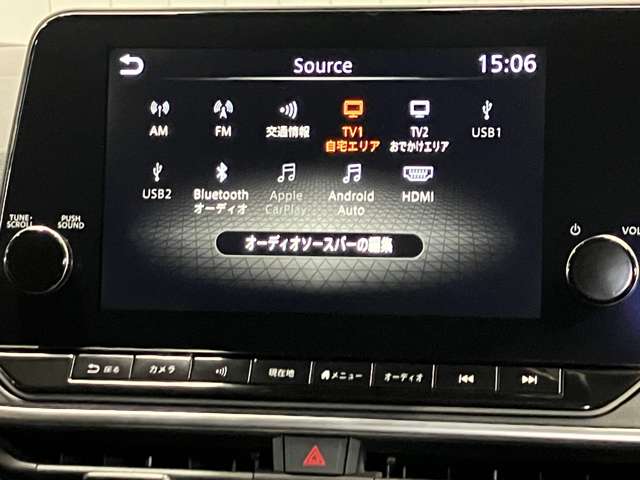 Source
15:06
AM
FM
交通情報
TV1
自宅エリア
TV2
おでかけエリア
USB1
USB2
Bluetooth
オーディオ
Apple
CarPlay
Android
Auto
HDMI
オーディオソースバーの編集
TUNE・
SCROLL
PUSH
SOUND
VOL
戻る
カメラ
現在地
メニュー
オーディオ